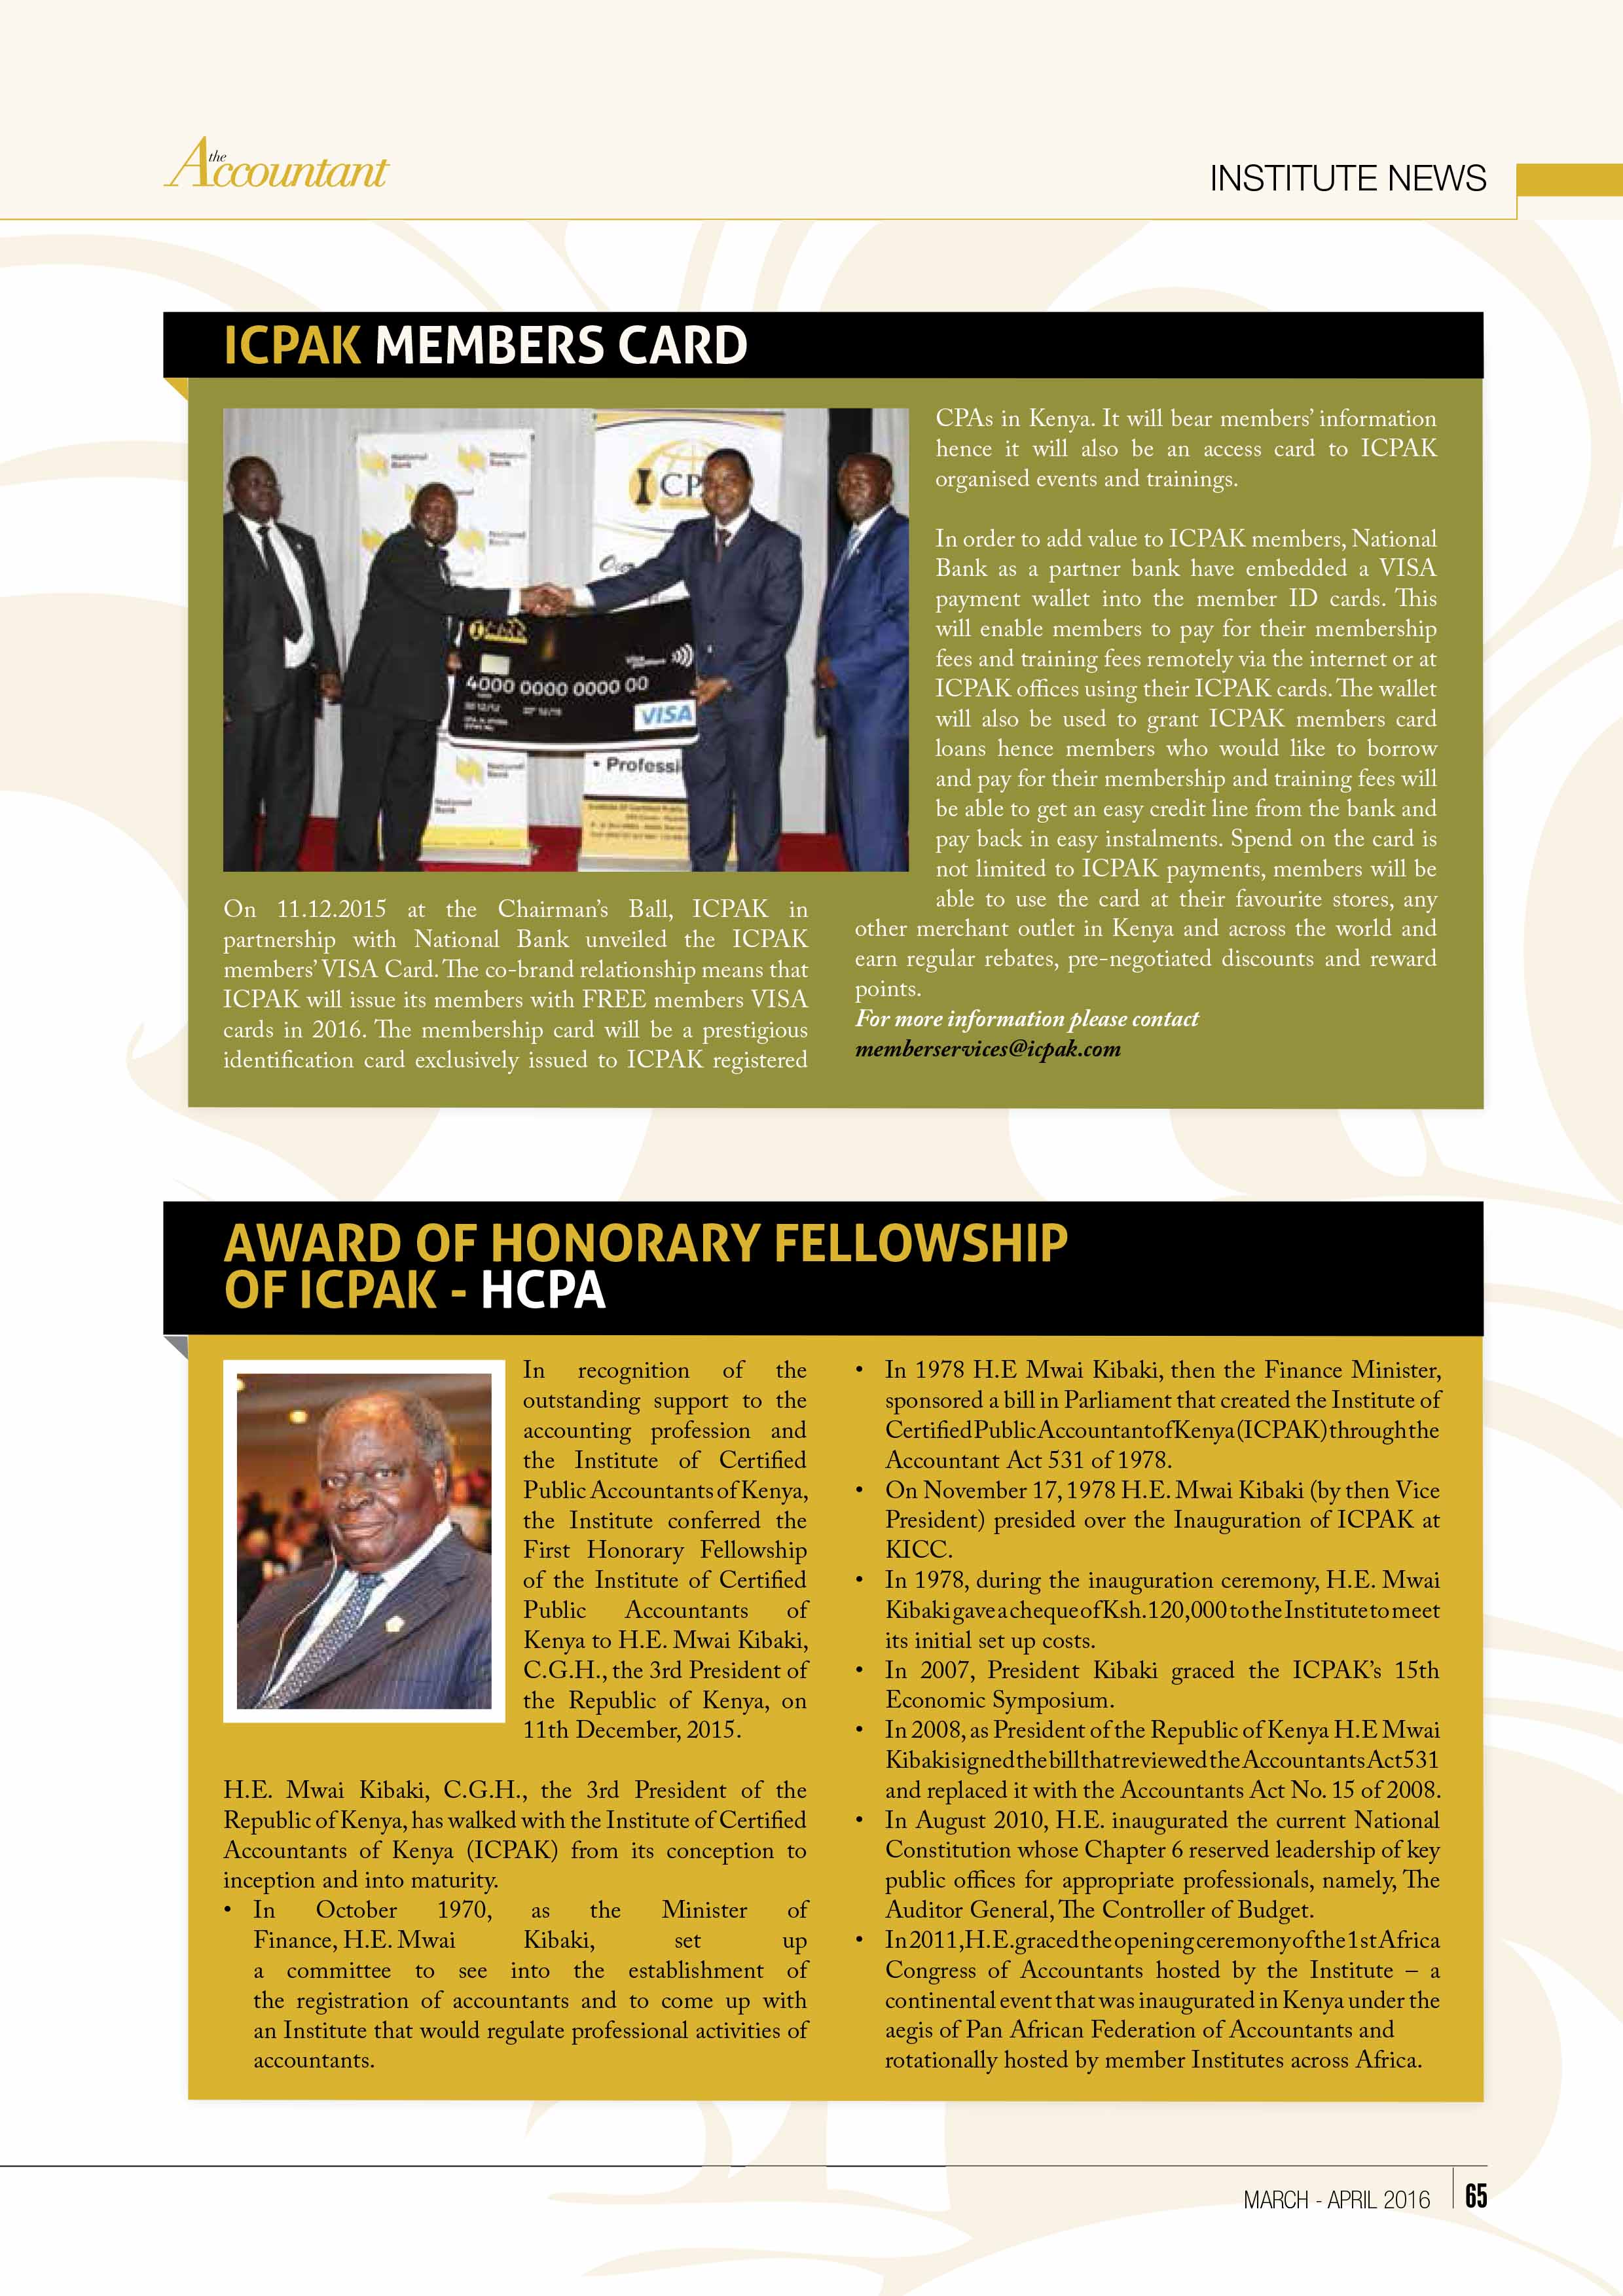 the Accountant
INSTITUTE NEWS
ICPAK MEMBERS CARD
National Bank
National Bank
ICP
National Bank
4000 0000 0000 00
VISA
• Professi
National Bank
National Bank
On 11.12.2015 at the Chairman’s Ball, ICPAK in
partnership with National Bank unveiled the ICPAK
members’ VISA Card. The co-brand relationship means that
ICPAK will issue its members with FREE members VISA
cards in 2016. The membership card will be a prestigious
identification card exclusively issued to ICPAK registered
CPAs in Kenya. It will bear members’ information
hence it will also be an access card to ICPAK
organised events and trainings.
In order to add value to ICPAK members, National
Bank as a partner bank have embedded a VISA
payment wallet into the member ID cards. This
will enable members to pay for their membership
fees and training fees remotely via the internet or at
ICPAK offices using their ICPAK cards. The wallet
will also be used to grant ICPAK members card
loans hence members who would like to borrow
and pay for their membership and training fees will
be able to get an easy credit line from the bank and
pay back in easy instalments. Spend on the card is
not limited to ICPAK payments, members will be
able to use the card at their favourite stores, any
other merchant outlet in Kenya and across the world and
earn regular rebates, pre-negotiated discounts and reward
points.
For more information please contact
memberservices@icpak.com
AWARD OF HONORARY FELLOWSHIP
OF ICPAK - HCPA
In recognition of the
outstanding support to the
accounting profession and
the Institute of Certified
Public Accountants of Kenya,
the Institute conferred the
First Honorary Fellowship
of the Institute of Certified
Public Accountants of
Kenya to H.E. Mwai Kibaki,
C.G.H., the 3rd President of
the Republic of Kenya, on
11th December, 2015.
H.E. Mwai Kibaki, C.G.H., the 3rd President of the
Republic of Kenya, has walked with the Institute of Certified
Accountants of Kenya (ICPAK) from its conception to
inception and into maturity.
• In October 1970, as the Minister of
Finance, H.E. Mwai Kibaki, set up
a committee to see into the establishment of
the registration of accountants and to come up with
an Institute that would regulate professional activities of
accountants.
• In 1978 H.E Mwai Kibaki, then the Finance Minister,
sponsored a bill in Parliament that created the Institute of
Certified Public Accountant of Kenya (ICPAK) through the
Accountant Act 531 of 1978.
• On November 17, 1978 H.E. Mwai Kibaki (by then Vice
President) presided over the Inauguration of ICPAK at
KICC.
• In 1978, during the inauguration ceremony, H.E. Mwai
Kibaki gave a cheque of Ksh.120,000 to the Institute to meet
its initial set up costs.
• In 2007, President Kibaki graced the ICPAK’s 15th
Economic Symposium.
• In 2008, as President of the Republic of Kenya H.E Mwai
Kibaki signed the bill that reviewed the Accountants Act 531
and replaced it with the Accountants Act No. 15 of 2008.
• In August 2010, H.E. inaugurated the current National
Constitution whose Chapter 6 reserved leadership of key
public offices for appropriate professionals, namely, The
Auditor General, The Controller of Budget.
• In 2011, H.E. graced the opening ceremony of the 1st Africa
Congress of Accountants hosted by the Institute – a
continental event that was inaugurated in Kenya under the
aegis of Pan African Federation of Accountants and
rotationally hosted by member Institutes across Africa.
MARCH - APRIL 2016 65